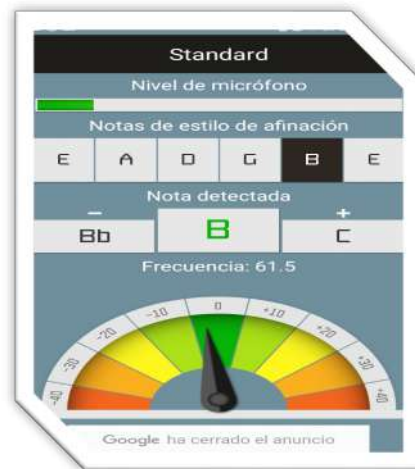 Standard
Nivel de micrófono
Notas de estilo de afinación
E A D G B E
Nota detectada
− +
Bb B C
Frecuencia: 61.5
-40 -30 -20 -10 0 +10 +20 +30 +40
Google ha cerrado el anuncio